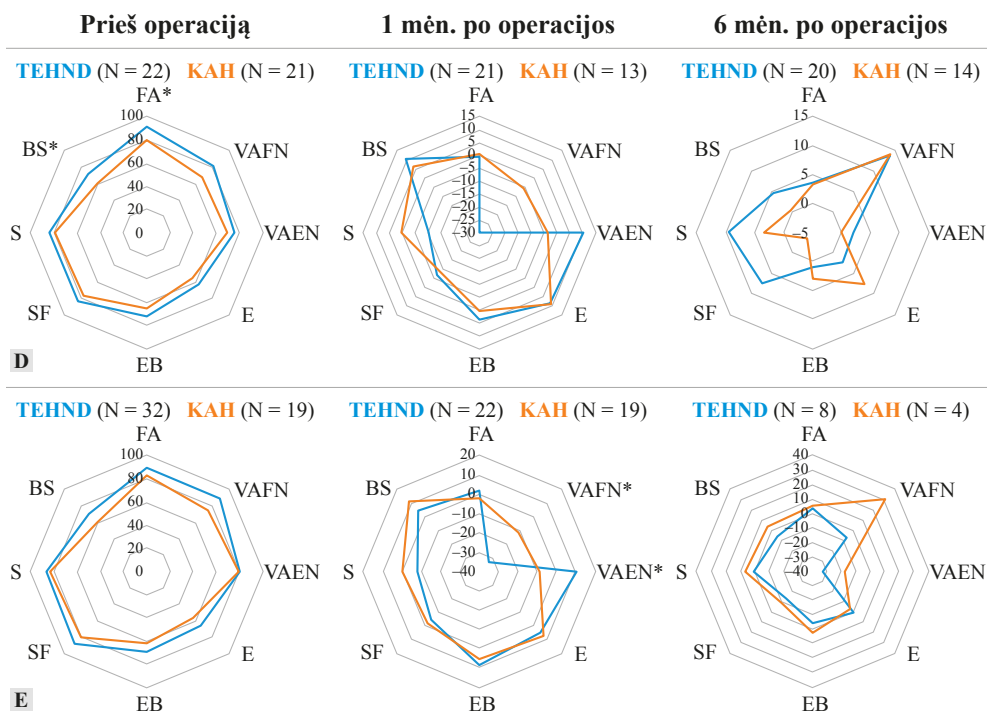 Prieš operaciją 1 mėn. po operacijos 6 mėn. po operacijos
TEHND (N = 22) KAH (N = 21)
FA*
VAFN
VAEN
E
EB
SF
S
BS*
100
80
60
40
20
0
TEHND (N = 21) KAH (N = 13)
FA
VAFN
VAEN
E
EB
SF
S
BS
15
10
5
0
–5
–10
–15
–20
–25
–30
TEHND (N = 20) KAH (N = 14)
FA
VAFN
VAEN
E
EB
SF
S
BS
15
10
5
0
–5
D
TEHND (N = 32) KAH (N = 19)
FA
VAFN
VAEN
E
EB
SF
S
BS
100
80
60
40
20
0
TEHND (N = 22) KAH (N = 19)
FA
VAFN*
VAEN*
E
EB
SF
S
BS
20
10
0
–10
–20
–30
–40
TEHND (N = 8) KAH (N = 4)
FA
VAFN
VAEN
E
EB
SF
S
BS
40
30
20
10
0
–10
–20
–30
–40
E